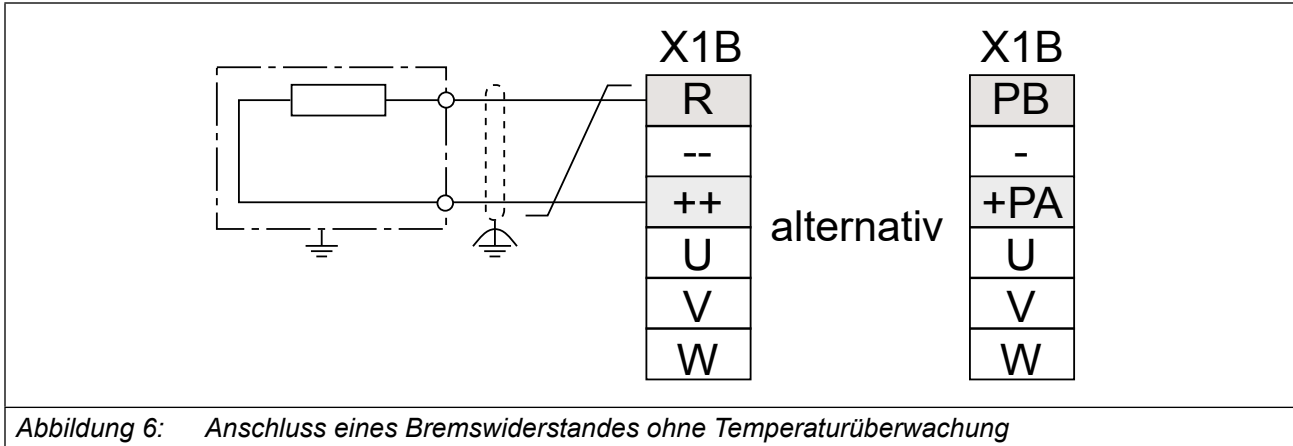 X1B
R
--
++
U
V
W
alternativ
X1B
PB
-
+PA
U
V
W
Abbildung 6: Anschluss eines Bremswiderstandes ohne Temperaturüberwachung